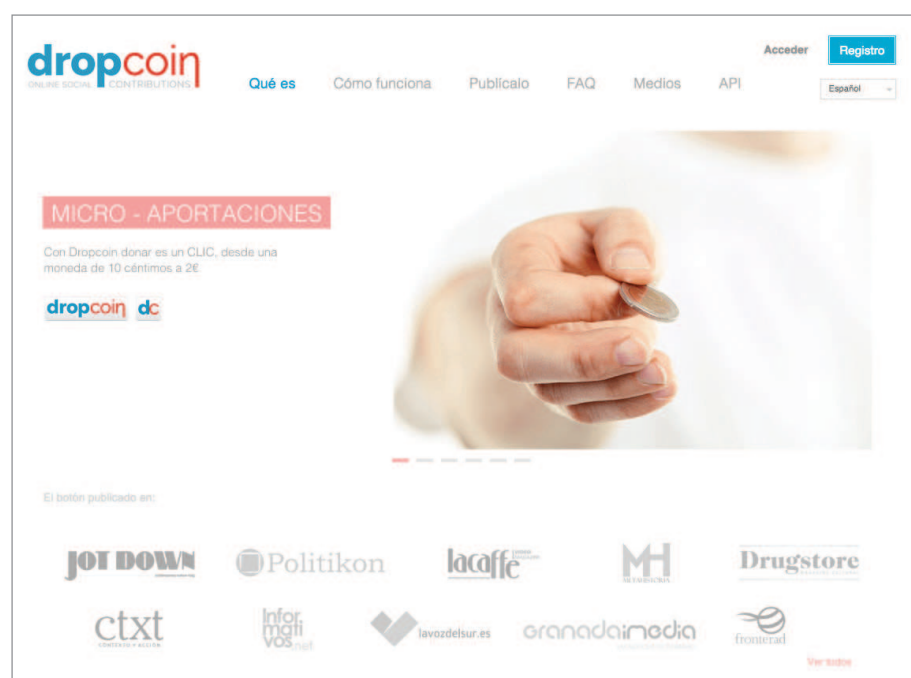 dropcoin
ONLINE SOCIAL CONTRIBUTIONS
Acceder
Registro
Qué es
Cómo funciona
Publícalo
FAQ
Medios
API
Español
MICRO - APORTACIONES
Con Dropcoin donar es un CLIC, desde una
moneda de 10 céntimos a 2€
dropcoin dc
El botón publicado en:
JOT DOWN
Politikon
lacaffe
MH
Drugstore
ctxt
CONTEXTO Y ACCIÓN
Infor.
mati
vos.net
lavozdelsur.es
granadaimedia
fronterad
Ver todos